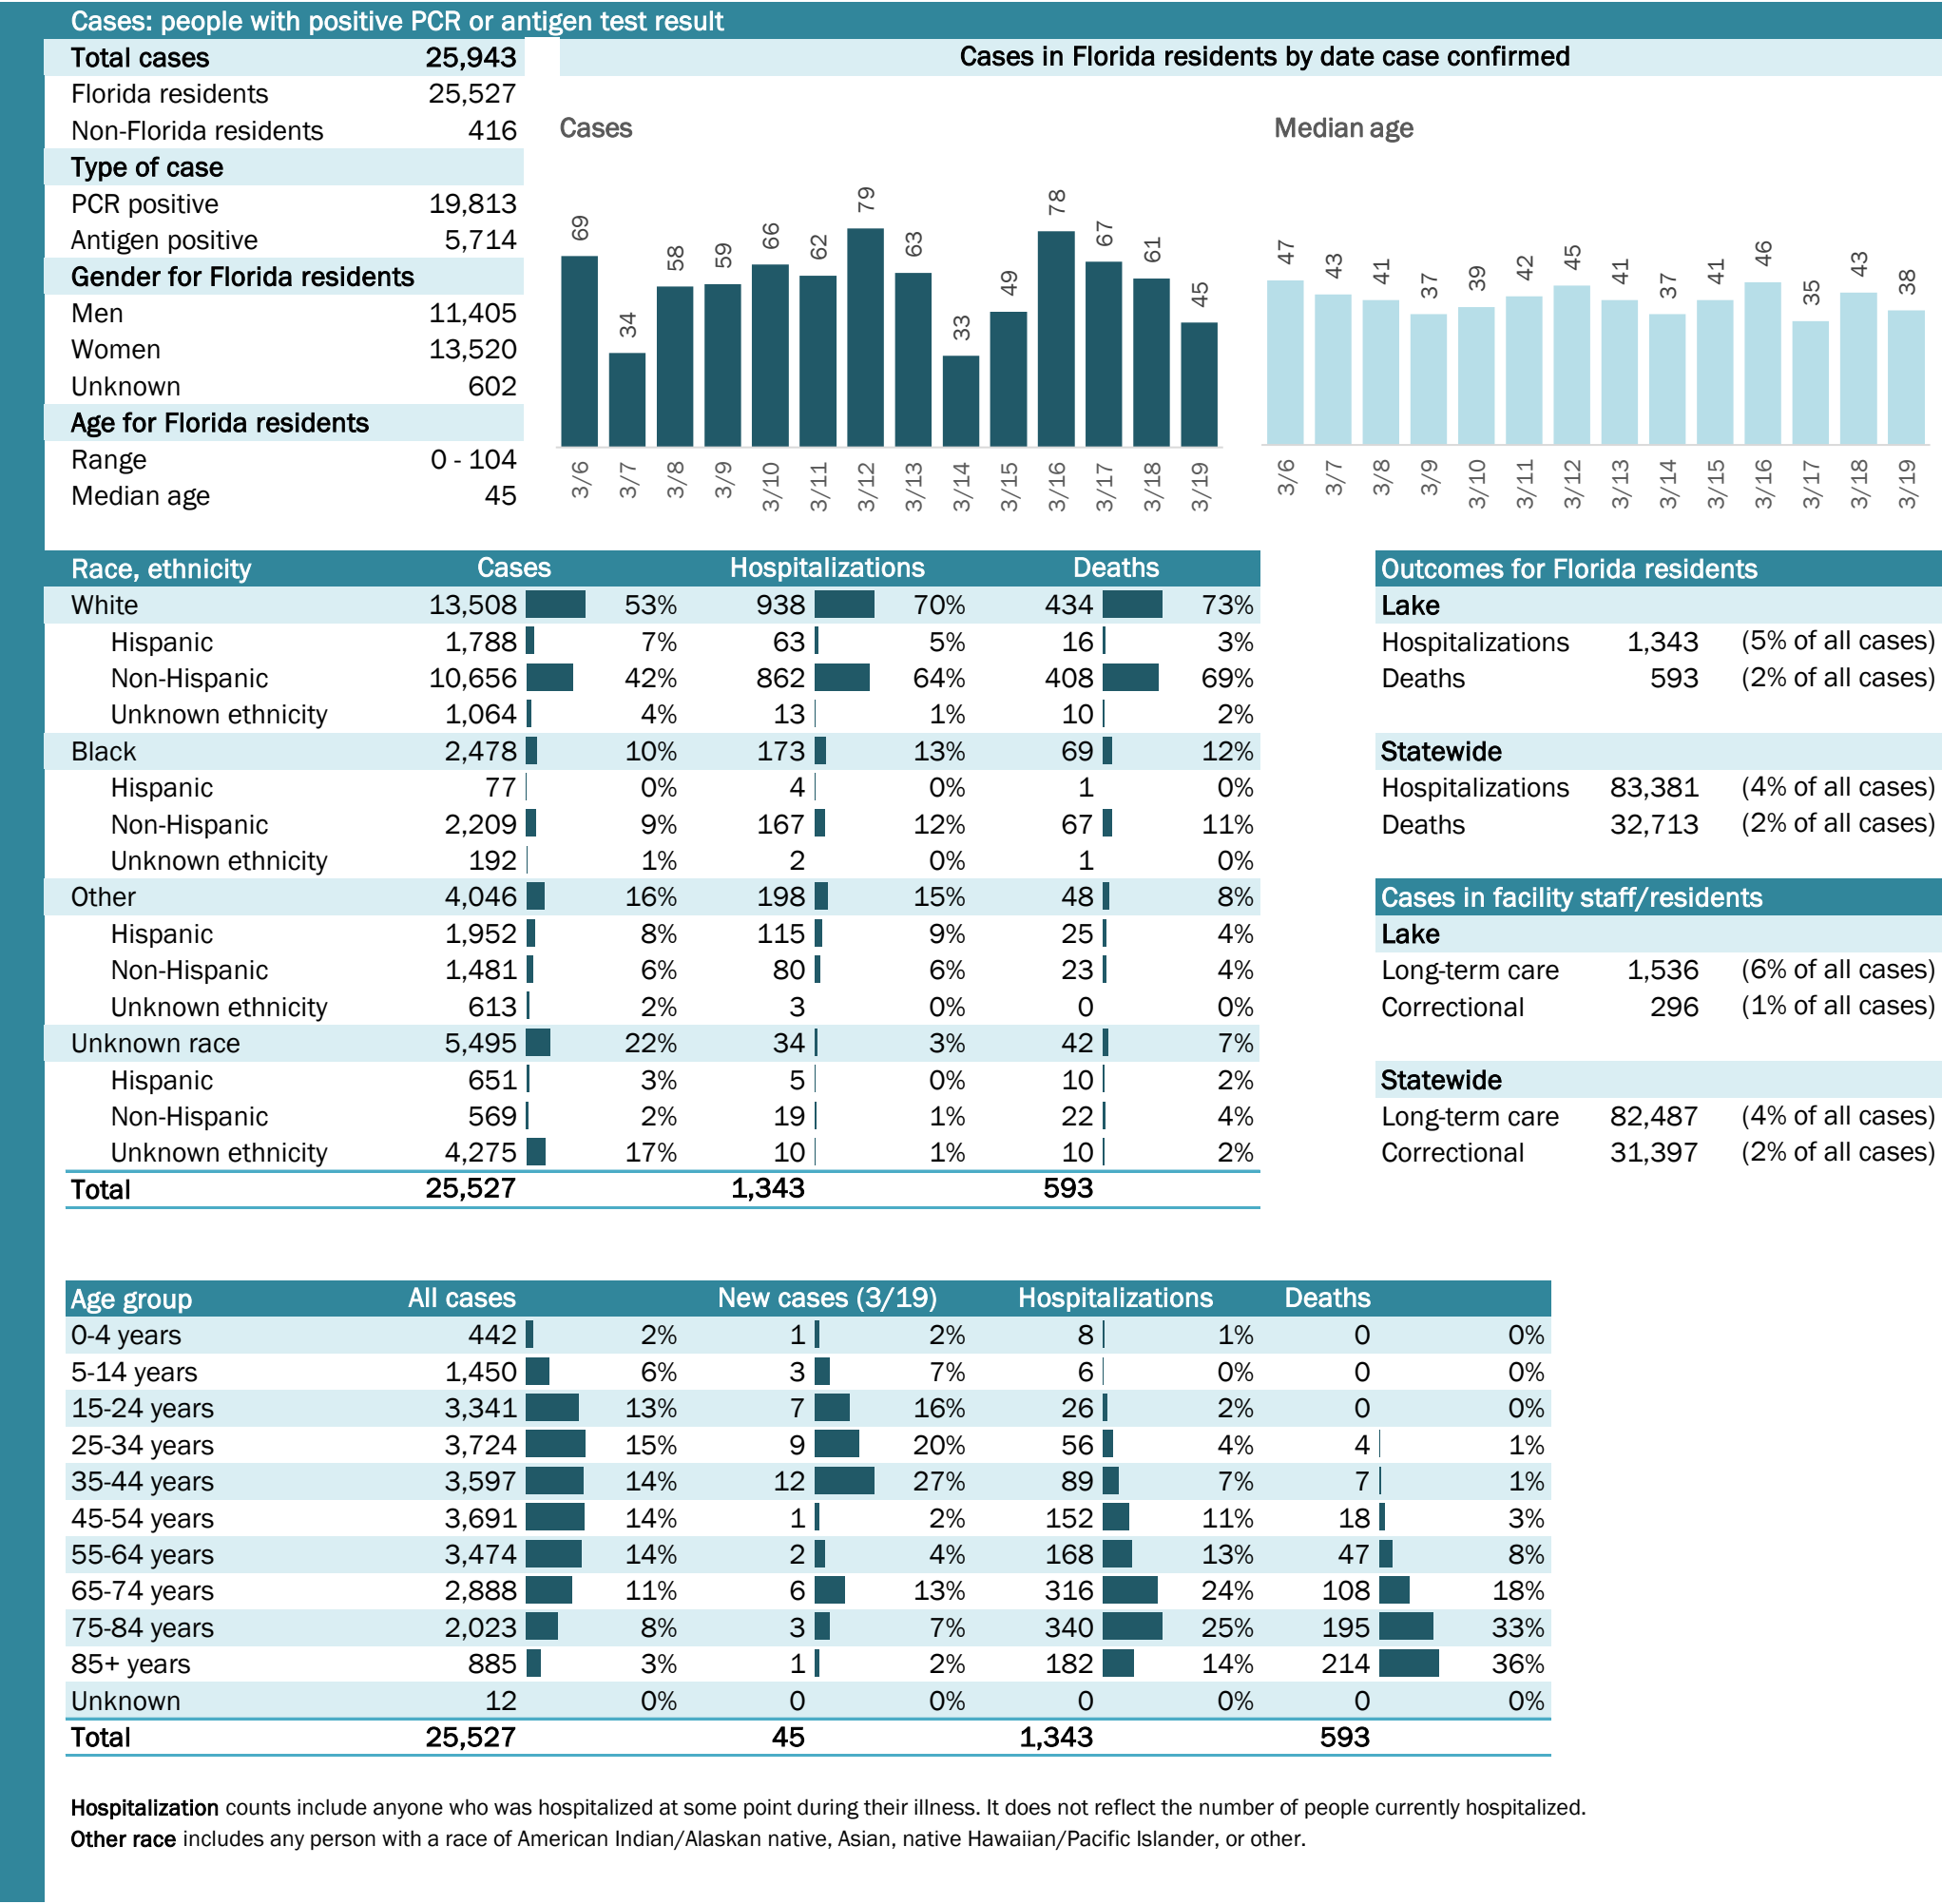 Cases: people with positive PCR or antigen test result
Total cases 25,943
Florida residents 25,527
Non-Florida residents 416
Type of case
PCR positive 19,813
Antigen positive 5,714
Gender for Florida residents
Men 11,405
Women 13,520
Unknown 602
Age for Florida residents
Range 0 - 104
Median age 45
Cases in Florida residents by date case confirmed
Cases
69 34 58 59 66 62 79 63 33 49 78 67 61 45
3/6 3/7 3/8 3/9 3/10 3/11 3/12 3/13 3/14 3/15 3/16 3/17 3/18 3/19
Median age
47 43 41 37 39 42 45 41 37 41 46 35 43 38
3/6 3/7 3/8 3/9 3/10 3/11 3/12 3/13 3/14 3/15 3/16 3/17 3/18 3/19
Race, ethnicity Cases Hospitalizations Deaths
White 13,508 53% 938 70% 434 73%
Hispanic 1,788 7% 63 5% 16 3%
Non-Hispanic 10,656 42% 862 64% 408 69%
Unknown ethnicity 1,064 4% 13 1% 10 2%
Black 2,478 10% 173 13% 69 12%
Hispanic 77 0% 4 0% 1 0%
Non-Hispanic 2,209 9% 167 12% 67 11%
Unknown ethnicity 192 1% 2 0% 1 0%
Other 4,046 16% 198 15% 48 8%
Hispanic 1,952 8% 115 9% 25 4%
Non-Hispanic 1,481 6% 80 6% 23 4%
Unknown ethnicity 613 2% 3 0% 0 0%
Unknown race 5,495 22% 34 3% 42 7%
Hispanic 651 3% 5 0% 10 2%
Non-Hispanic 569 2% 19 1% 22 4%
Unknown ethnicity 4,275 17% 10 1% 10 2%
Total 25,527 1,343 593
Outcomes for Florida residents
Lake
Hospitalizations 1,343 (5% of all cases)
Deaths 593 (2% of all cases)
Statewide
Hospitalizations 83,381 (4% of all cases)
Deaths 32,713 (2% of all cases)
Cases in facility staff/residents
Lake
Long-term care 1,536 (6% of all cases)
Correctional 296 (1% of all cases)
Statewide
Long-term care 82,487 (4% of all cases)
Correctional 31,397 (2% of all cases)
Age group All cases New cases (3/19) Hospitalizations Deaths
0-4 years 442 2% 1 2% 8 1% 0 0%
5-14 years 1,450 6% 3 7% 6 0% 0 0%
15-24 years 3,341 13% 7 16% 26 2% 0 0%
25-34 years 3,724 15% 9 20% 56 4% 4 1%
35-44 years 3,597 14% 12 27% 89 7% 7 1%
45-54 years 3,691 14% 1 2% 152 11% 18 3%
55-64 years 3,474 14% 2 4% 168 13% 47 8%
65-74 years 2,888 11% 6 13% 316 24% 108 18%
75-84 years 2,023 8% 3 7% 340 25% 195 33%
85+ years 885 3% 1 2% 182 14% 214 36%
Unknown 12 0% 0 0% 0 0% 0 0%
Total 25,527 45 1,343 593
Hospitalization counts include anyone who was hospitalized at some point during their illness. It does not reflect the number of people currently hospitalized.
Other race includes any person with a race of American Indian/Alaskan native, Asian, native Hawaiian/Pacific Islander, or other.